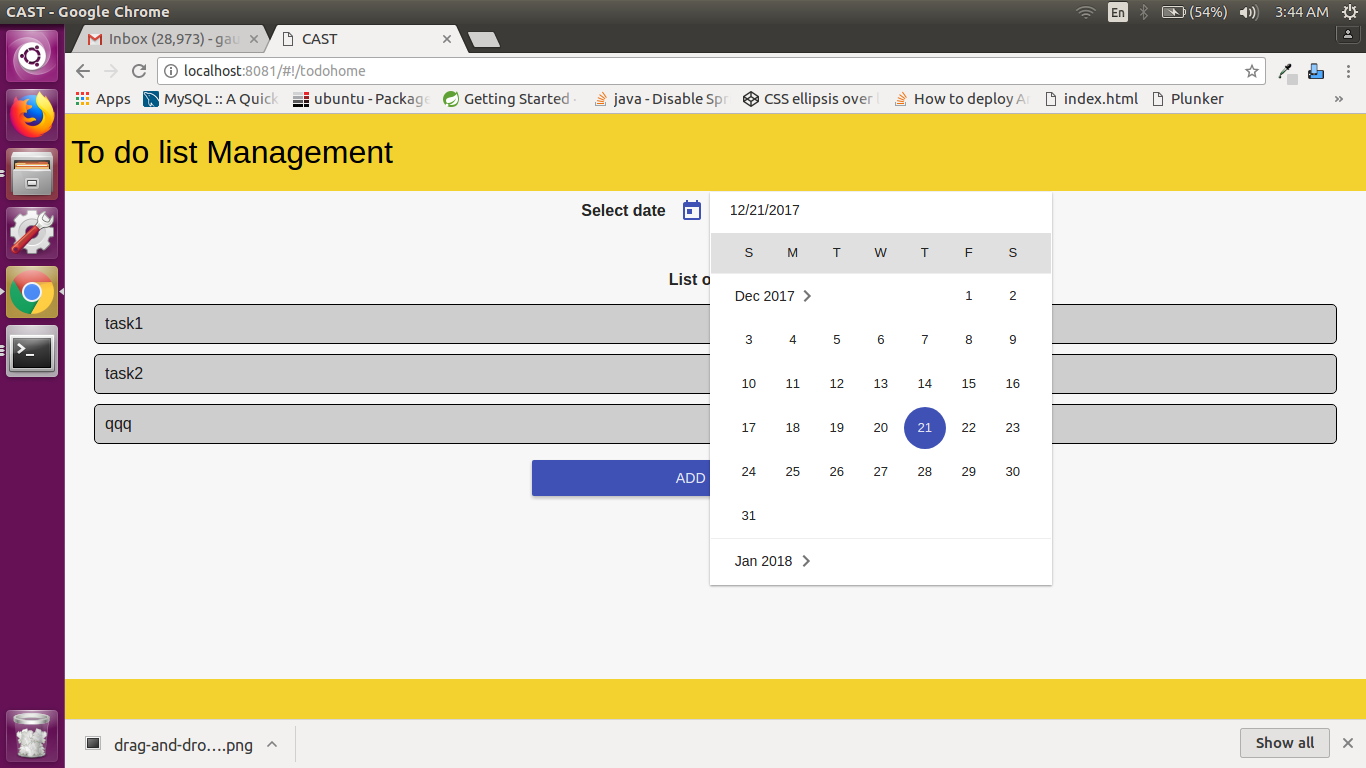 CAST - Google Chrome
En
(54%)
3:44 AM
Inbox (28,973) - gau
CAST
localhost:8081/#!/todohome
Apps
MySQL :: A Quick
ubuntu - Package
Getting Started -
java - Disable Spr
CSS ellipsis over
How to deploy
index.html
Plunker
»
To do list Management
Select date
12/21/2017
S M T W T F S
List o
Dec 2017 1 2
task1
3 4 5 6 7 8 9
task2
10 11 12 13 14 15 16
qqq
17 18 19 20 21 22 23
ADD
24 25 26 27 28 29 30
31
Jan 2018
drag-and-dro....png
Show all